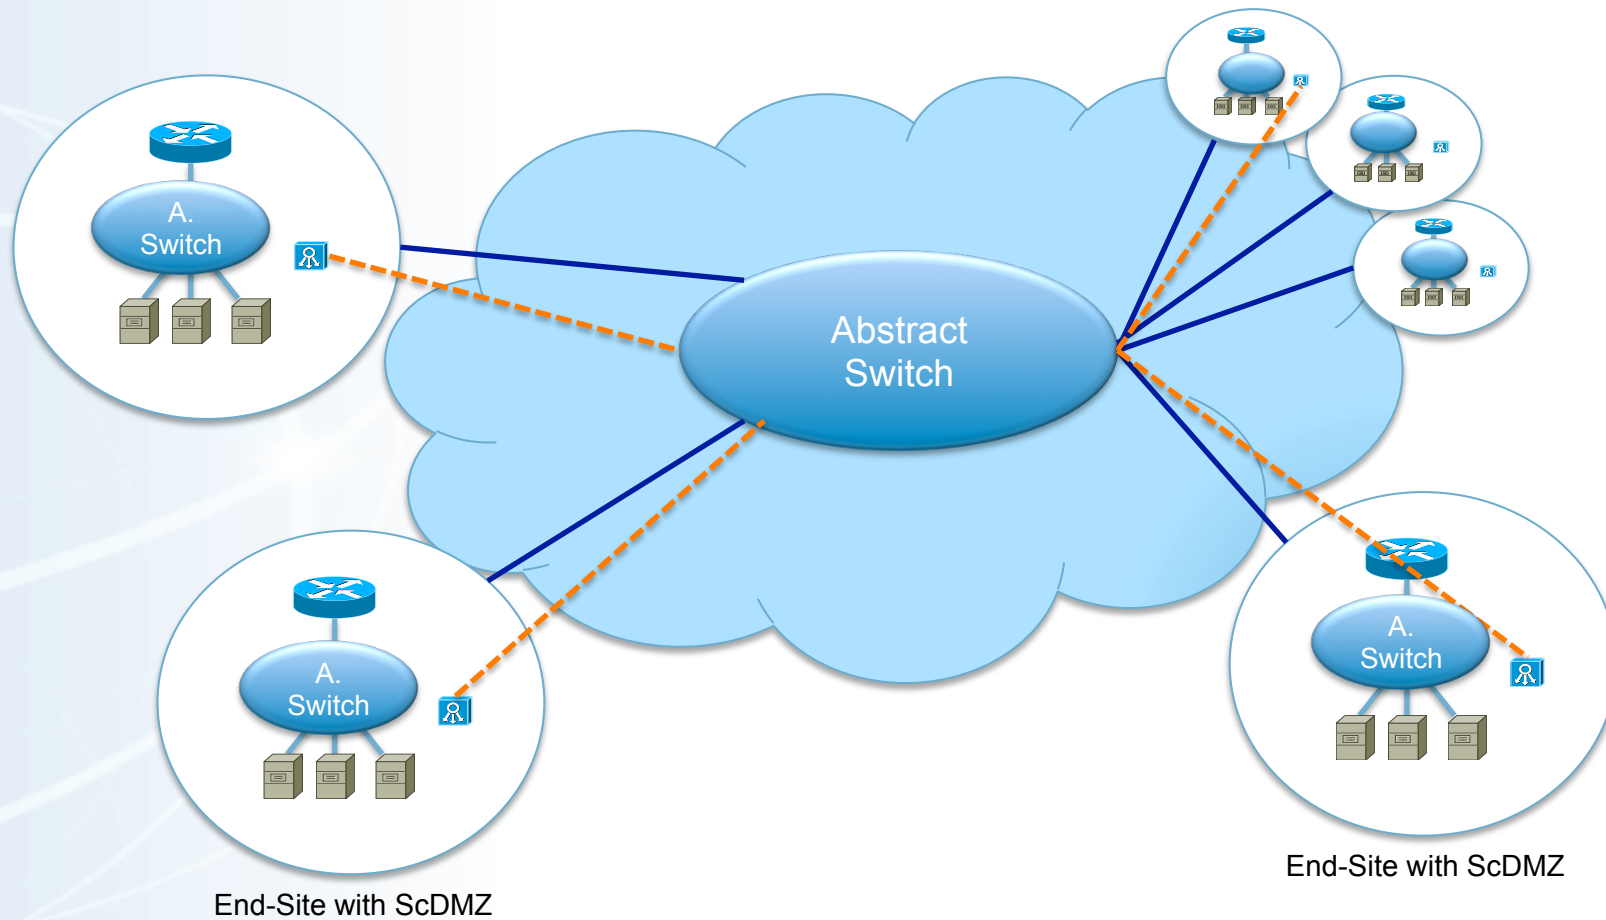 A.
Switch
Abstract
Switch
A.
Switch
A.
Switch
End-Site with ScDMZ
End-Site with ScDMZ